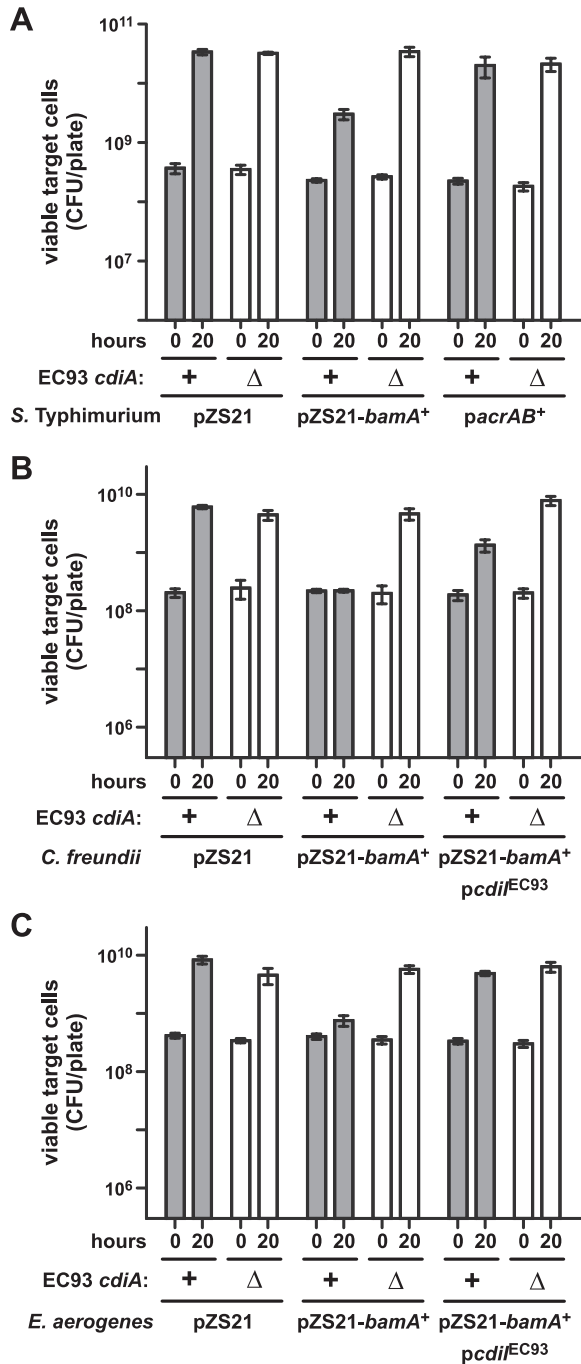 A
viable target cells
(CFU/plate)
10¹¹
10⁹
10⁷
hours 0 20 0 20 0 20 0 20 0 20 0 20
EC93 cdiA: + Δ + Δ + Δ
S. Typhimurium pZS21 pZS21-bamA⁺ pacrAB⁺
B
viable target cells
(CFU/plate)
10¹⁰
10⁸
10⁶
hours 0 20 0 20 0 20 0 20 0 20 0 20
EC93 cdiA: + Δ + Δ + Δ
C. freundii pZS21 pZS21-bamA⁺ pZS21-bamA⁺
pcdiIᴱᶜ⁹³
C
viable target cells
(CFU/plate)
10¹⁰
10⁸
10⁶
hours 0 20 0 20 0 20 0 20 0 20 0 20
EC93 cdiA: + Δ + Δ + Δ
E. aerogenes pZS21 pZS21-bamA⁺ pZS21-bamA⁺
pcdiIᴱᶜ⁹³